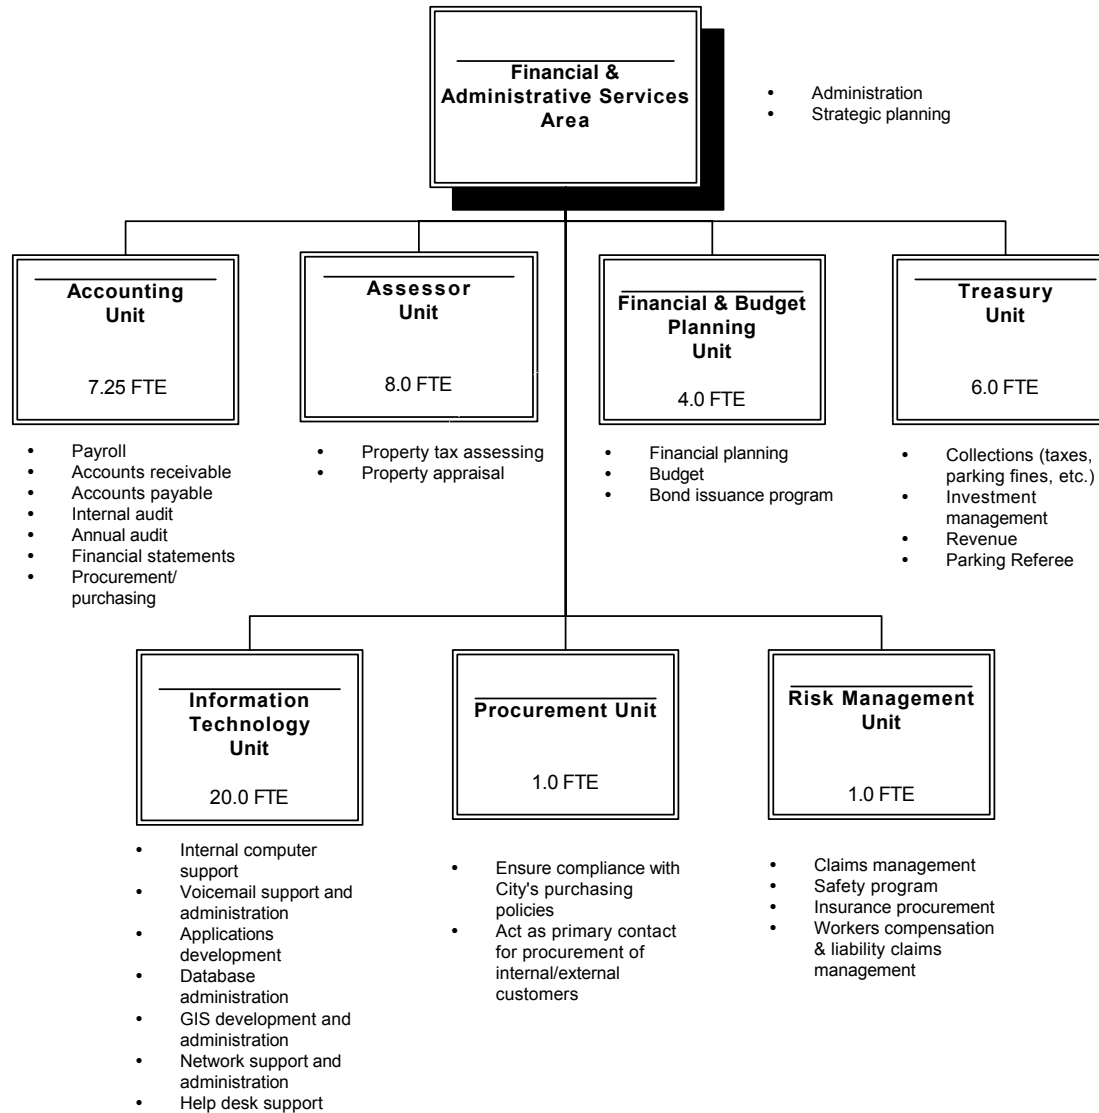 Financial &
Administrative Services
Area
• Administration
• Strategic planning
Accounting
Unit
7.25 FTE
Assessor
Unit
8.0 FTE
Financial & Budget
Planning
Unit
4.0 FTE
Treasury
Unit
6.0 FTE
• Payroll
• Accounts receivable
• Accounts payable
• Internal audit
• Annual audit
• Financial statements
• Procurement/
purchasing
• Property tax assessing
• Property appraisal
• Financial planning
• Budget
• Bond issuance program
• Collections (taxes,
parking fines, etc.)
• Investment
management
• Revenue
• Parking Referee
Information
Technology
Unit
20.0 FTE
Procurement Unit
1.0 FTE
Risk Management
Unit
1.0 FTE
• Internal computer
support
• Voicemail support and
administration
• Applications
development
• Database
administration
• GIS development and
administration
• Network support and
administration
• Help desk support
• Ensure compliance with
City's purchasing
policies
• Act as primary contact
for procurement of
internal/external
customers
• Claims management
• Safety program
• Insurance procurement
• Workers compensation
& liability claims
management